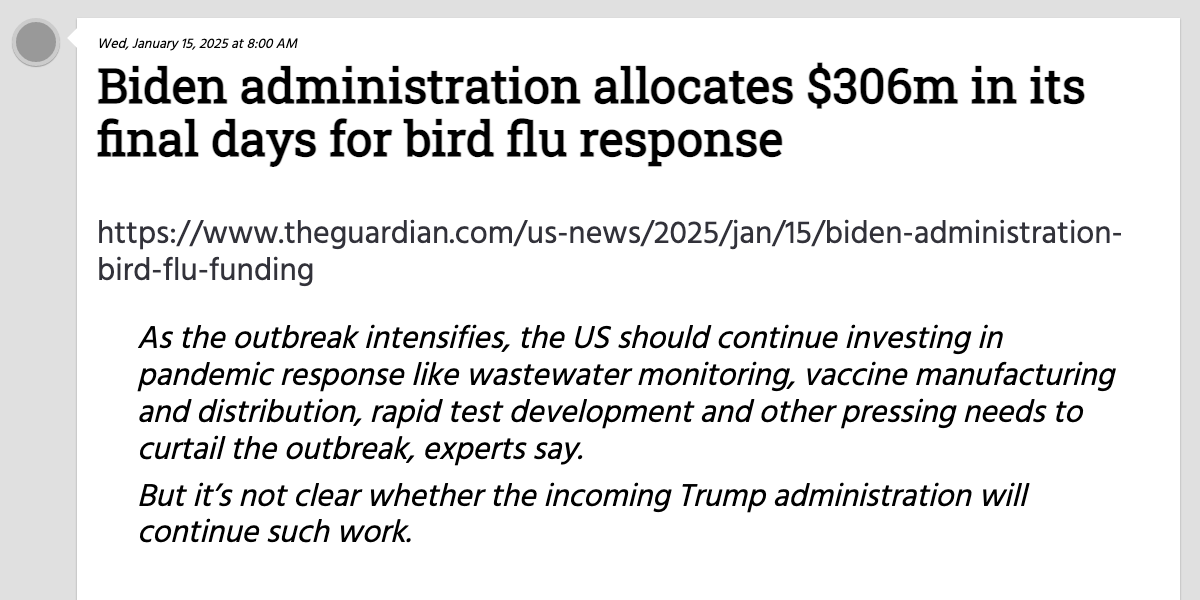 Wed, January 15, 2025 at 8:00 AM
Biden administration allocates $306m in its
final days for bird flu response
https://www.theguardian.com/us-news/2025/jan/15/biden-administration-
bird-flu-funding
As the outbreak intensifies, the US should continue investing in
pandemic response like wastewater monitoring, vaccine manufacturing
and distribution, rapid test development and other pressing needs to
curtail the outbreak, experts say.
But it’s not clear whether the incoming Trump administration will
continue such work.